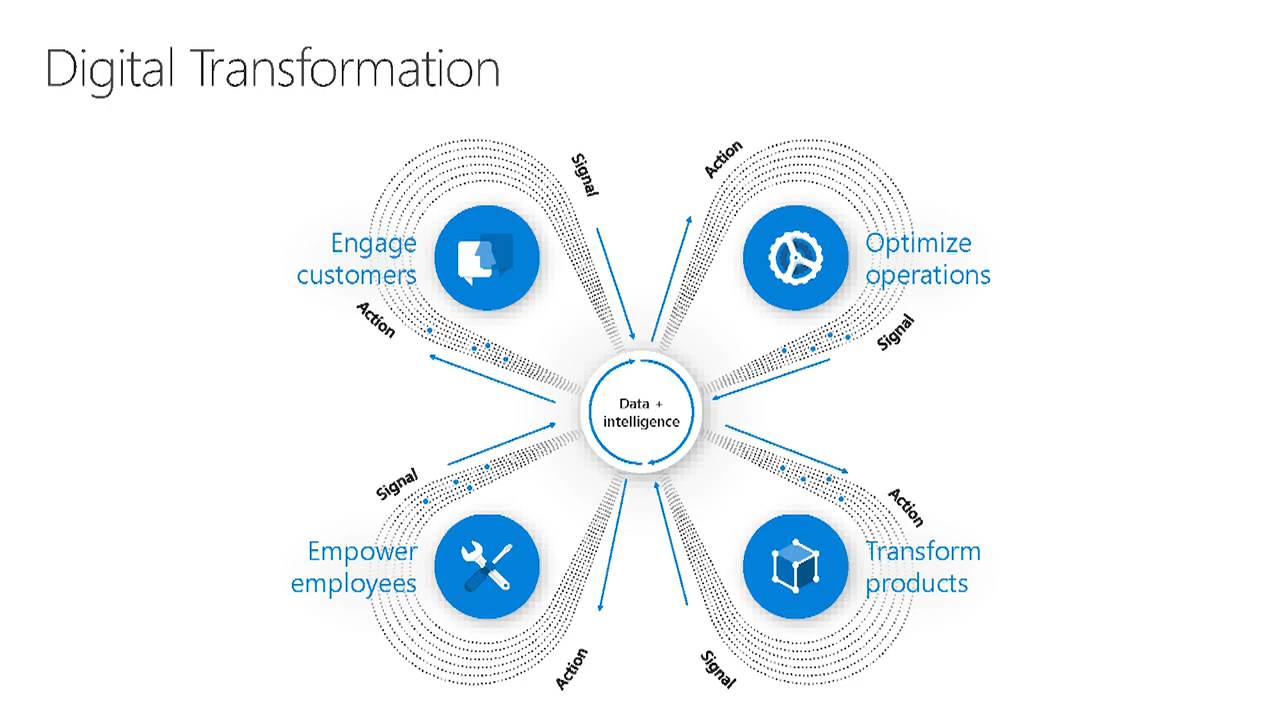 Digital Transformation
Signal
Action
Engage
customers
Optimize
operations
Action
Signal
Data +
intelligence
Signal
Action
Empower
employees
Transform
products
Action
Signal